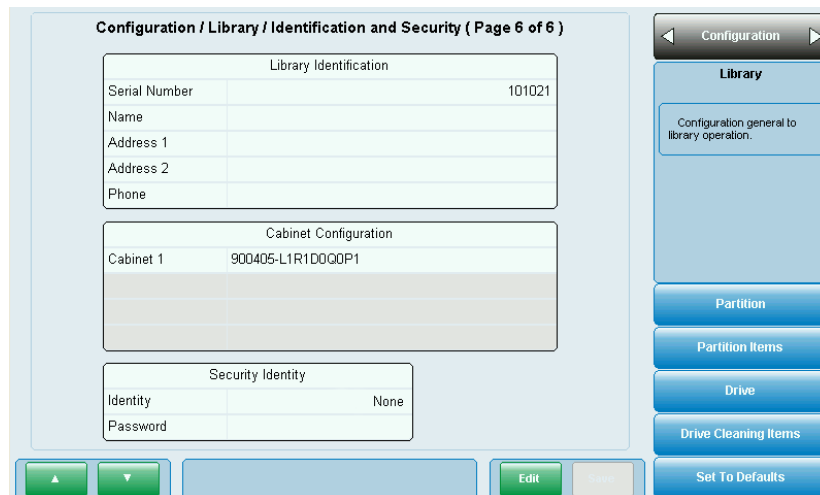 Configuration / Library / Identification and Security ( Page 6 of 6 )
Library Identification
Serial Number 101021
Name
Address 1
Address 2
Phone
Cabinet Configuration
Cabinet 1 900405-L1R1D0Q0P1
Security Identity
Identity None
Password
Edit
Save
Configuration
Library
Configuration general to
library operation.
Partition
Partition Items
Drive
Drive Cleaning Items
Set To Defaults